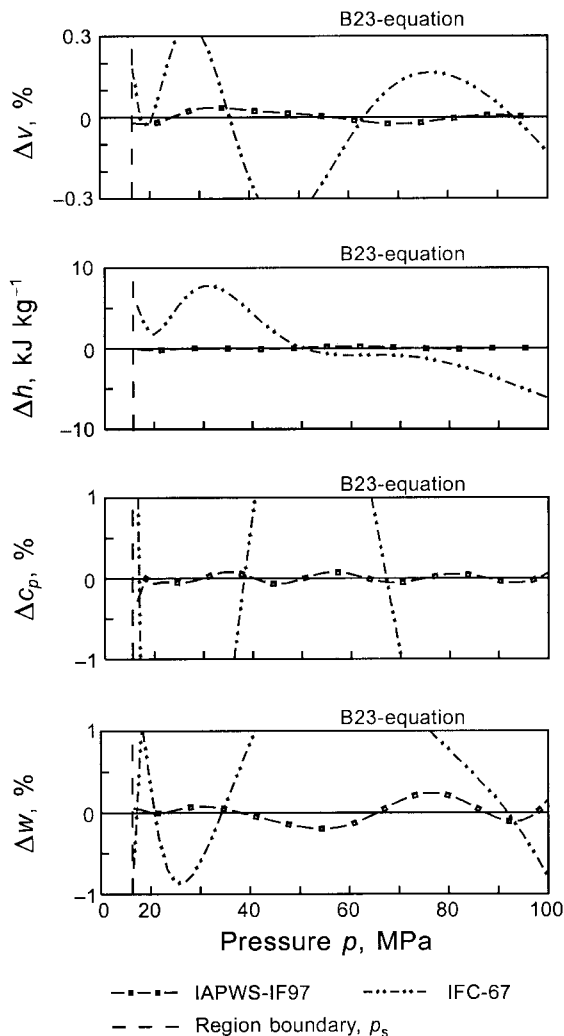 B23-equation
0.3
0
−0.3
Δv, %
B23-equation
10
0
−10
Δh, kJ kg⁻¹
B23-equation
1
0
−1
Δcₚ, %
B23-equation
1
0
−1
Δw, %
0 20 40 60 80 100
Pressure p, MPa
IAPWS-IF97 IFC-67
Region boundary, pₛ